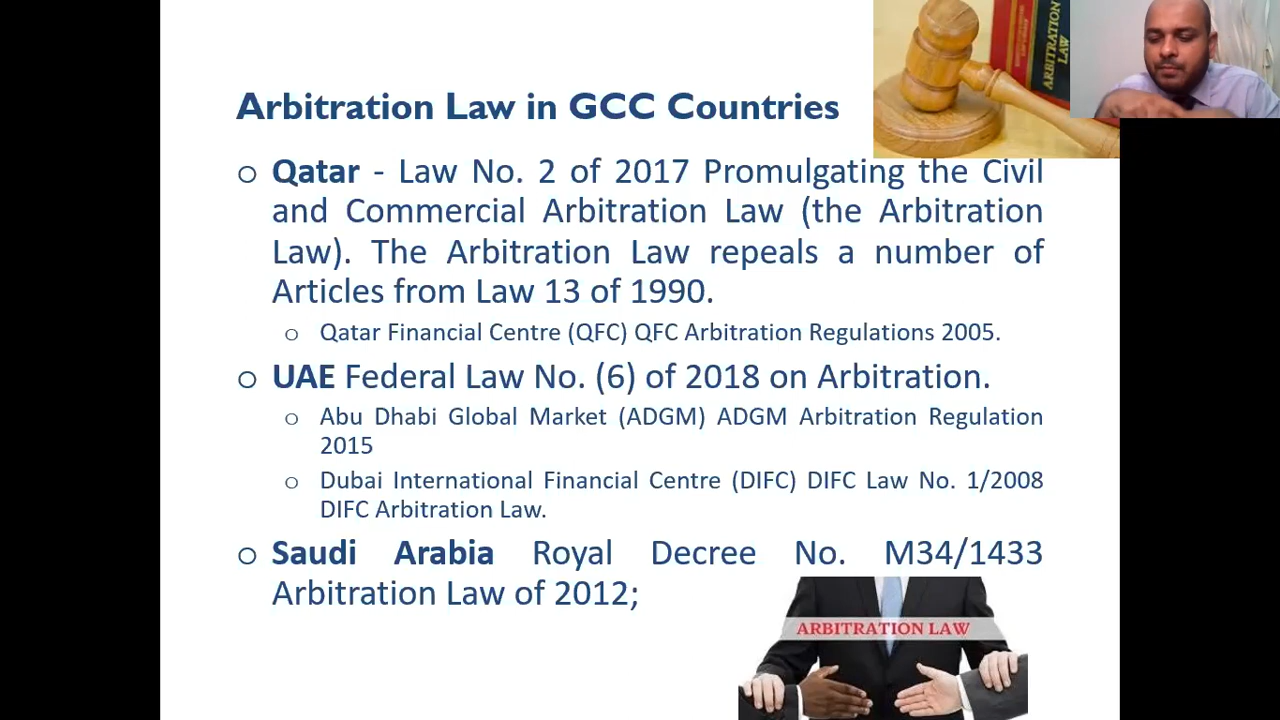 ARBITRATION LAW
Arbitration Law in GCC Countries
o Qatar - Law No. 2 of 2017 Promulgating the Civil
and Commercial Arbitration Law (the Arbitration
Law). The Arbitration Law repeals a number of
Articles from Law 13 of 1990.
o Qatar Financial Centre (QFC) QFC Arbitration Regulations 2005.
o UAE Federal Law No. (6) of 2018 on Arbitration.
o Abu Dhabi Global Market (ADGM) ADGM Arbitration Regulation
2015
o Dubai International Financial Centre (DIFC) DIFC Law No. 1/2008
DIFC Arbitration Law.
o Saudi Arabia Royal Decree No. M34/1433
Arbitration Law of 2012;
ARBITRATION LAW